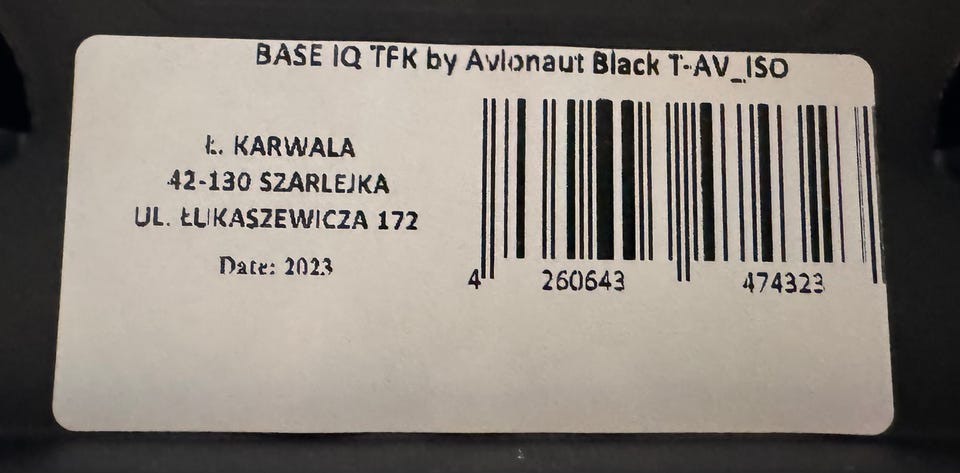 BASE IQ TFK by Avionaut Black T-AV_ISO
Ł. KARWALA
42-130 SZARLEJKA
UL. ŁUKASZEWICZA 172
Date: 2023
4 260643 474323